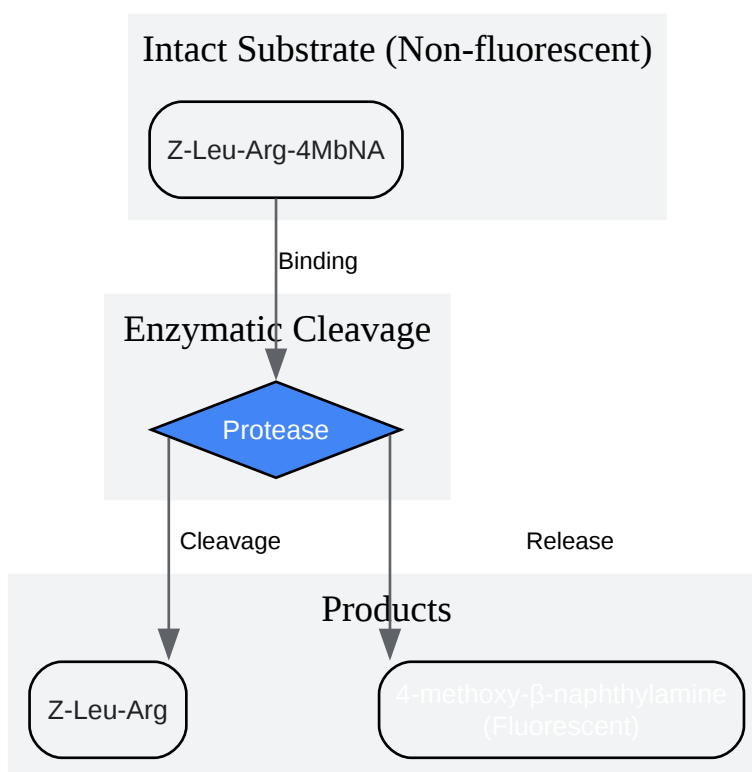 Intact Substrate (Non-fluorescent)
Z-Leu-Arg-4MbNA
Binding
Enzymatic Cleavage
Protease
Cleavage
Release
Products
Z-Leu-Arg
4-methoxy-β-naphthylamine
(Fluorescent)